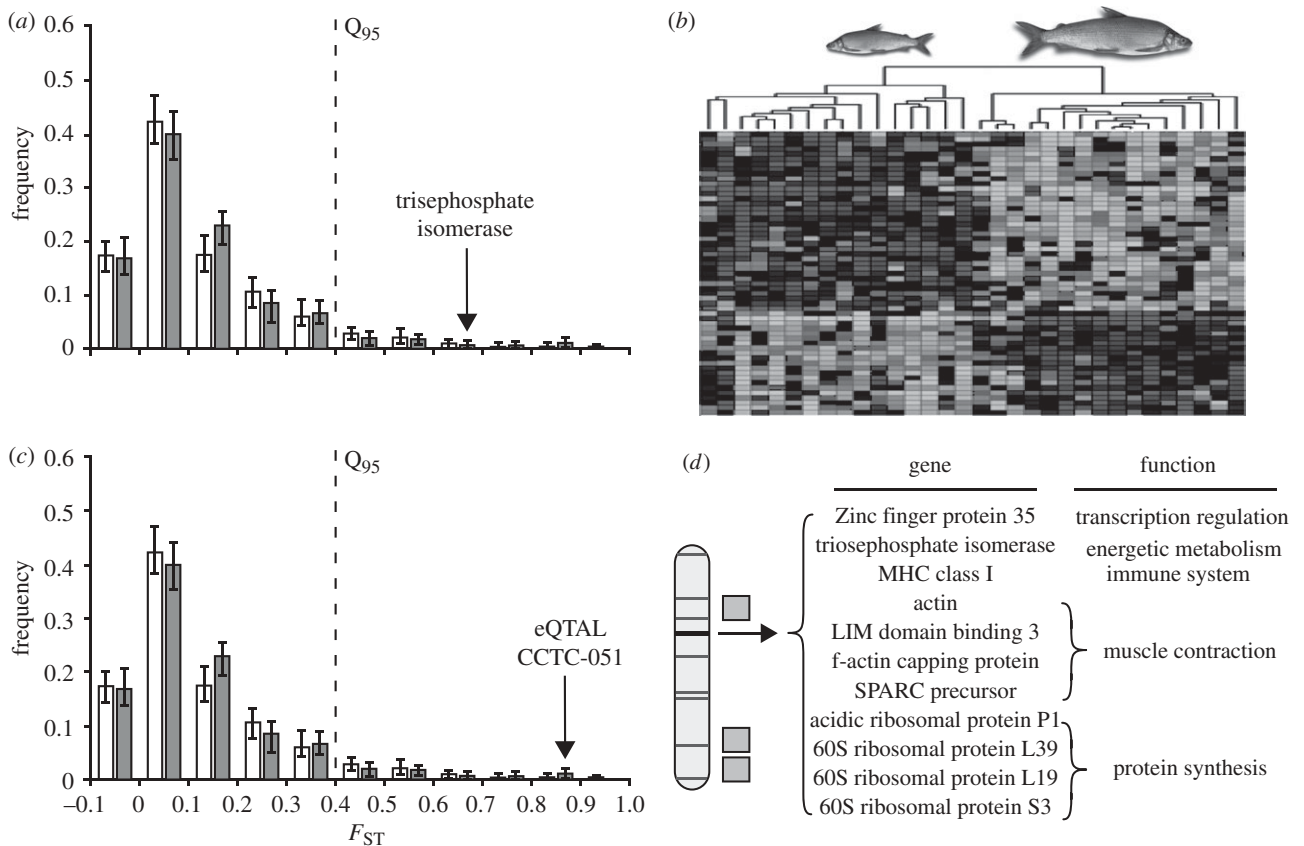 (a)
0.6
0.5
0.4
0.3
0.2
0.1
0
frequency
Q95
trisephosphate
isomerase
(b)
(c)
0.6
0.5
0.4
0.3
0.2
0.1
0
frequency
Q95
eQTAL
CCTC-051
–0.1 0 0.1 0.2 0.3 0.4 0.5 0.6 0.7 0.8 0.9 1.0
FST
(d)
gene function
Zinc finger protein 35 transcription regulation
triosephosphate isomerase energetic metabolism
MHC class I immune system
actin
LIM domain binding 3
f-actin capping protein
muscle contraction
SPARC precursor
acidic ribosomal protein P1
60S ribosomal protein L39
60S ribosomal protein L19
protein synthesis
60S ribosomal protein S3